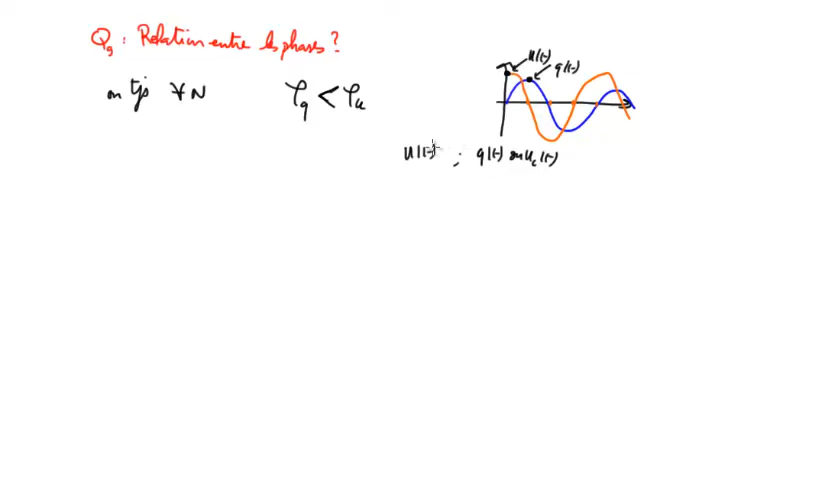 Q9 : Relation entre les phases ?
on tjs ∀ N φq < φu
u(t)
q(t)
u(t) ; q(t) ou uc(t)